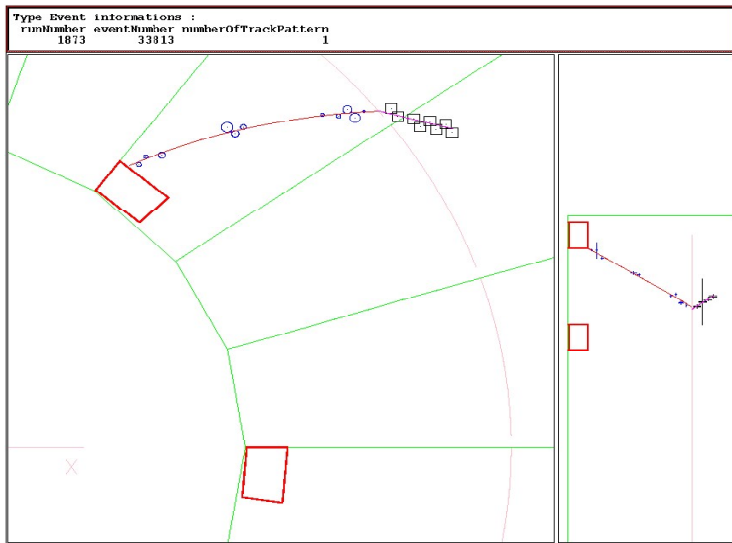 Type Event informations :
runNumber eventNumber numberOfTrackPattern
1873 33813 1
X